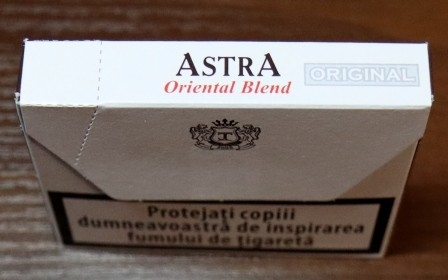 ASTRA ORIGINAL
Oriental Blend
Protejați copiii
dumneavoastră de inspirarea
fumului de țigaretă